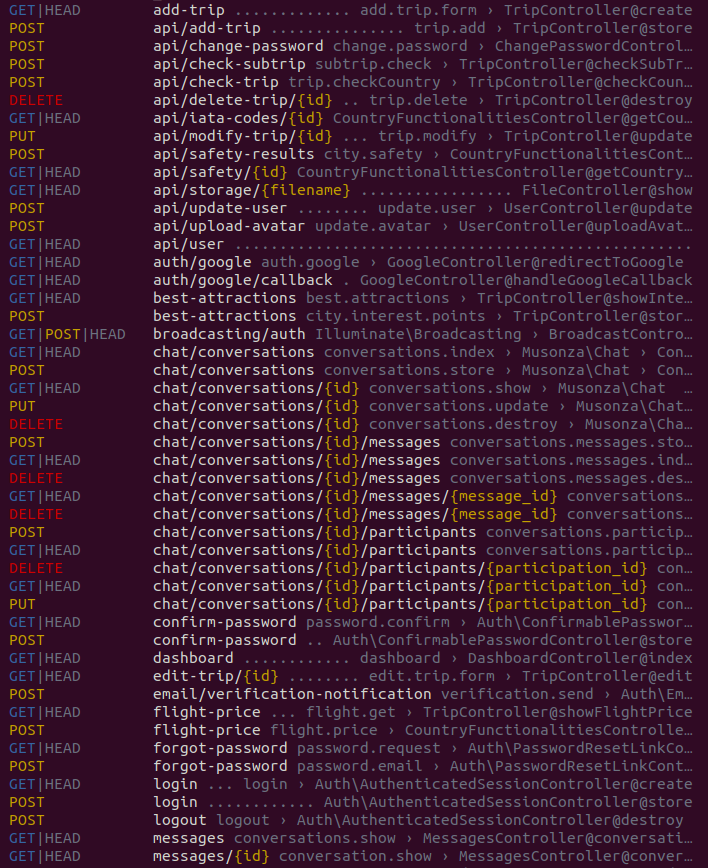 GET|HEAD add-trip ............. add.trip.form › TripController@create
POST api/add-trip ............... trip.add › TripController@store
POST api/change-password change.password › ChangePasswordControl…
POST api/check-subtrip subtrip.check › TripController@checkSubTr…
POST api/check-trip trip.checkCountry › TripController@checkCoun…
DELETE api/delete-trip/{id} .. trip.delete › TripController@destroy
GET|HEAD api/iata-codes/{id} CountryFunctionalitiesController@getCou…
PUT api/modify-trip/{id} ... trip.modify › TripController@update
POST api/safety-results city.safety › CountryFunctionalitiesCont…
GET|HEAD api/safety/{id} CountryFunctionalitiesController@getCountry…
GET|HEAD api/storage/{filename} ................. FileController@show
POST api/update-user ........ update.user › UserController@update
POST api/upload-avatar update.avatar › UserController@uploadAvat…
GET|HEAD api/user ...................................................
GET|HEAD auth/google auth.google › GoogleController@redirectToGoogle
GET|HEAD auth/google/callback . GoogleController@handleGoogleCallback
GET|HEAD best-attractions best.attractions › TripController@showInte…
POST best-attractions city.interest.points › TripController@stor…
GET|POST|HEAD broadcasting/auth Illuminate\Broadcasting › BroadcastContro…
GET|HEAD chat/conversations conversations.index › Musonza\Chat › Con…
POST chat/conversations conversations.store › Musonza\Chat › Con…
GET|HEAD chat/conversations/{id} conversations.show › Musonza\Chat …
PUT chat/conversations/{id} conversations.update › Musonza\Chat…
DELETE chat/conversations/{id} conversations.destroy › Musonza\Cha…
POST chat/conversations/{id}/messages conversations.messages.sto…
GET|HEAD chat/conversations/{id}/messages conversations.messages.ind…
DELETE chat/conversations/{id}/messages conversations.messages.des…
GET|HEAD chat/conversations/{id}/messages/{message_id} conversations…
DELETE chat/conversations/{id}/messages/{message_id} conversations…
POST chat/conversations/{id}/participants conversations.particip…
GET|HEAD chat/conversations/{id}/participants conversations.particip…
DELETE chat/conversations/{id}/participants/{participation_id} con…
GET|HEAD chat/conversations/{id}/participants/{participation_id} con…
PUT chat/conversations/{id}/participants/{participation_id} con…
GET|HEAD confirm-password password.confirm › Auth\ConfirmablePasswor…
POST confirm-password .. Auth\ConfirmablePasswordController@store
GET|HEAD dashboard ............ dashboard › DashboardController@index
GET|HEAD edit-trip/{id} ........ edit.trip.form › TripController@edit
POST email/verification-notification verification.send › Auth\Em…
GET|HEAD flight-price ... flight.get › TripController@showFlightPrice
POST flight-price flight.price › CountryFunctionalitiesControlle…
GET|HEAD forgot-password password.request › Auth\PasswordResetLinkCo…
POST forgot-password password.email › Auth\PasswordResetLinkCont…
GET|HEAD login ... login › Auth\AuthenticatedSessionController@create
POST login ............ Auth\AuthenticatedSessionController@store
POST logout logout › Auth\AuthenticatedSessionController@destroy
GET|HEAD messages conversations.show › MessagesController@conversati…
GET|HEAD messages/{id} conversation.show › MessagesController@conver…